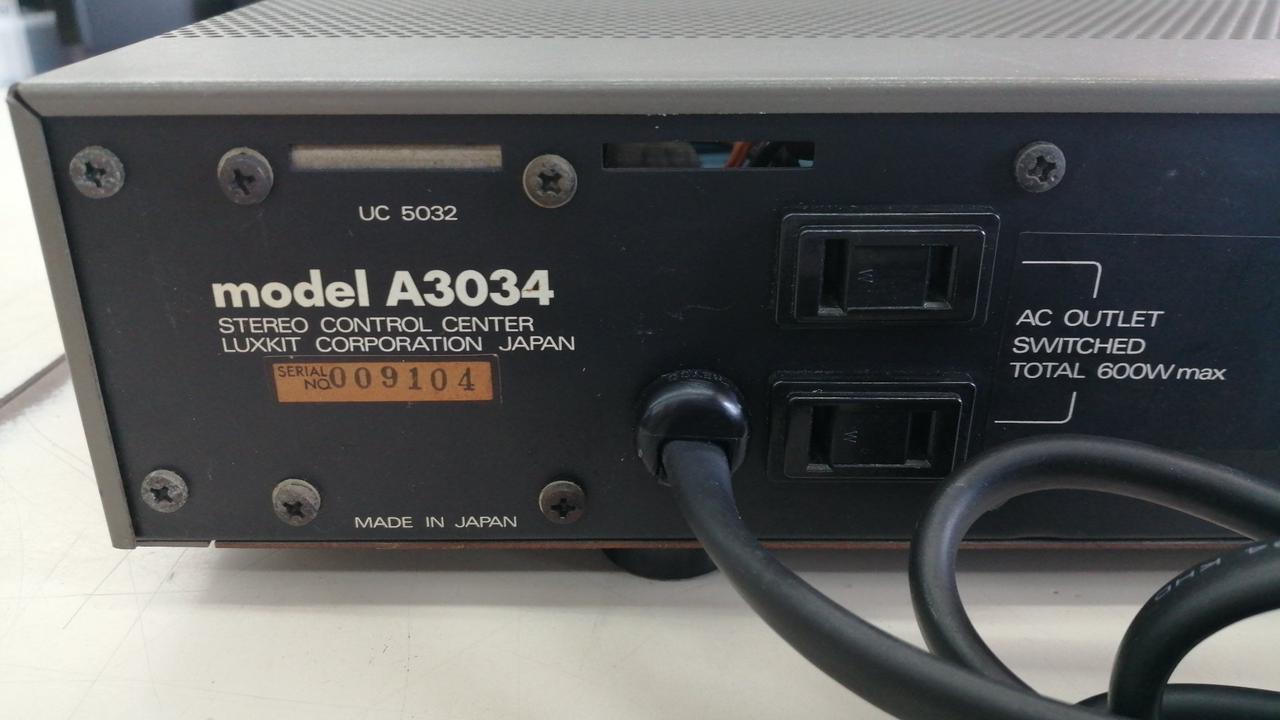 UC 5032
model A3034
STEREO CONTROL CENTER
LUXKIT CORPORATION JAPAN
SERIAL NO. 009104
MADE IN JAPAN
AC OUTLET
SWITCHED
TOTAL 600W max
KHD